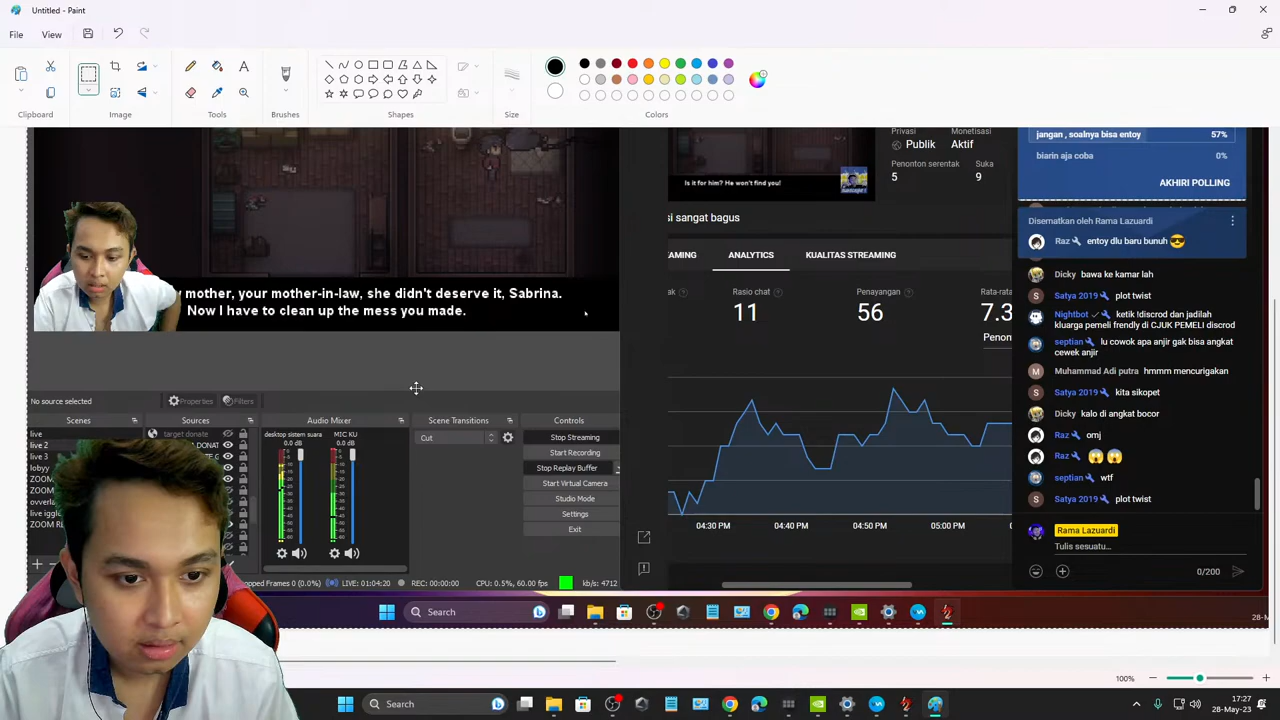 Untitled - Paint
File
View
Clipboard
Image
Tools
Brushes
Shapes
Size
Colors
y mother, your mother-in-law, she didn't deserve it, Sabrina.
Now I have to clean up the mess you made.
No source selected
Properties
Filters
Scenes
Sources
Audio Mixer
Scene Transitions
Controls
live
live 2
live 3
lobyy
ZOOM
target donate
DONAT
desktop sistem suara
0.0 dB
MIC KU
0.0 dB
Cut
Stop Streaming
Start Recording
Stop Replay Buffer
Start Virtual Camera
Studio Mode
Settings
Exit
pped Frames 0 (0.0%)
LIVE: 01:04:20
REC: 00:00:00
CPU: 0.5%, 60.00 fps
kb/s: 4712
Is it for him? He won't find you!
Privasi
Publik
Monetisasi
Aktif
Penonton serentak
5
Suka
9
si sangat bagus
EAMING
ANALYTICS
KUALITAS STREAMING
ak
Rasio chat
11
Penayangan
56
Rata-rata
7.3
Penon
04:30 PM
04:40 PM
04:50 PM
05:00 PM
jangan , soalnya bisa entoy
57%
biarin aja coba
0%
AKHIRI POLLING
Disematkan oleh Rama Lazuardi
Raz entoy dlu baru bunuh 😎
Dicky bawa ke kamar lah
Satya 2019 plot twist
Nightbot ketik !discrod dan jadilah
kluarga pemeli frendly di CJUK PEMELI discrod
septian lu cowok apa anjir gak bisa angkat
cewek anjir
Muhammad Adi putra hmmm mencurigakan
Satya 2019 kita sikopet
Dicky kalo di angkat bocor
Raz omj
Raz 😱 😱
septian wtf
Satya 2019 plot twist
Rama Lazuardi
Tulis sesuatu...
0/200
Search
28-M
100%
Search
17:27
28-May-23